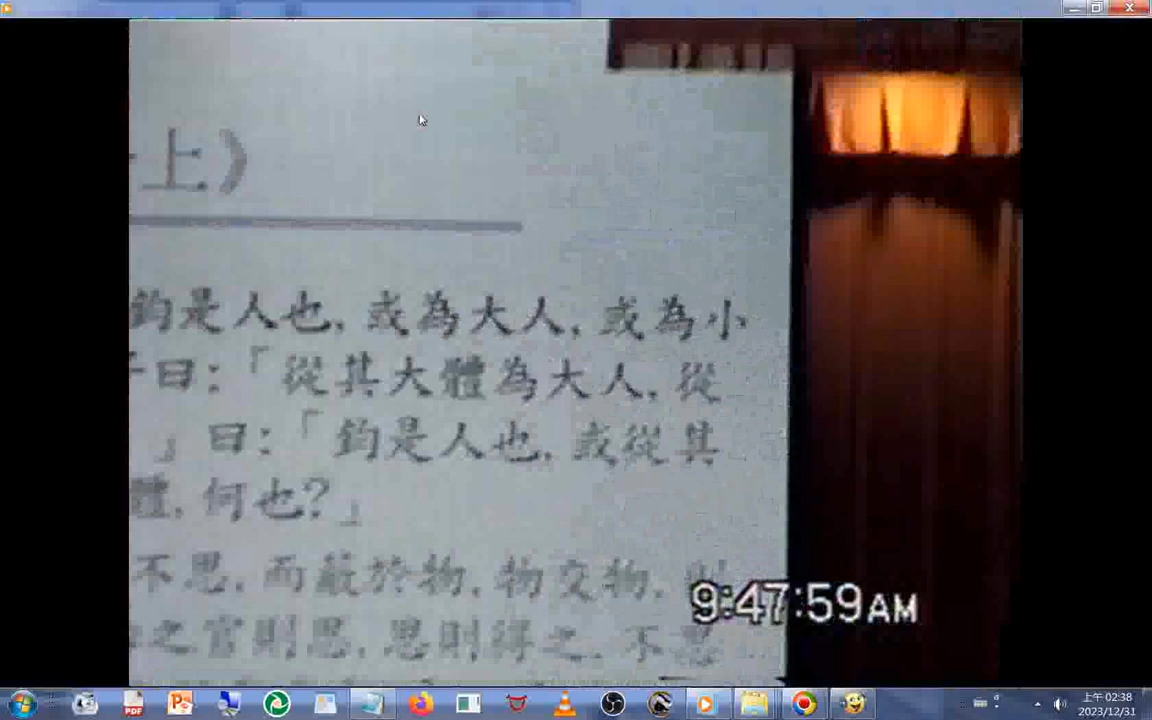 上》
鈞是人也，或為大人，或為小
曰：「從其大體為大人，從
」曰：「鈞是人也，或從其
體，何也？」
不思，而蔽於物，物交物，則
之官則思，思則得之，不思
9:47:59AM
上午 02:38
2023/12/31